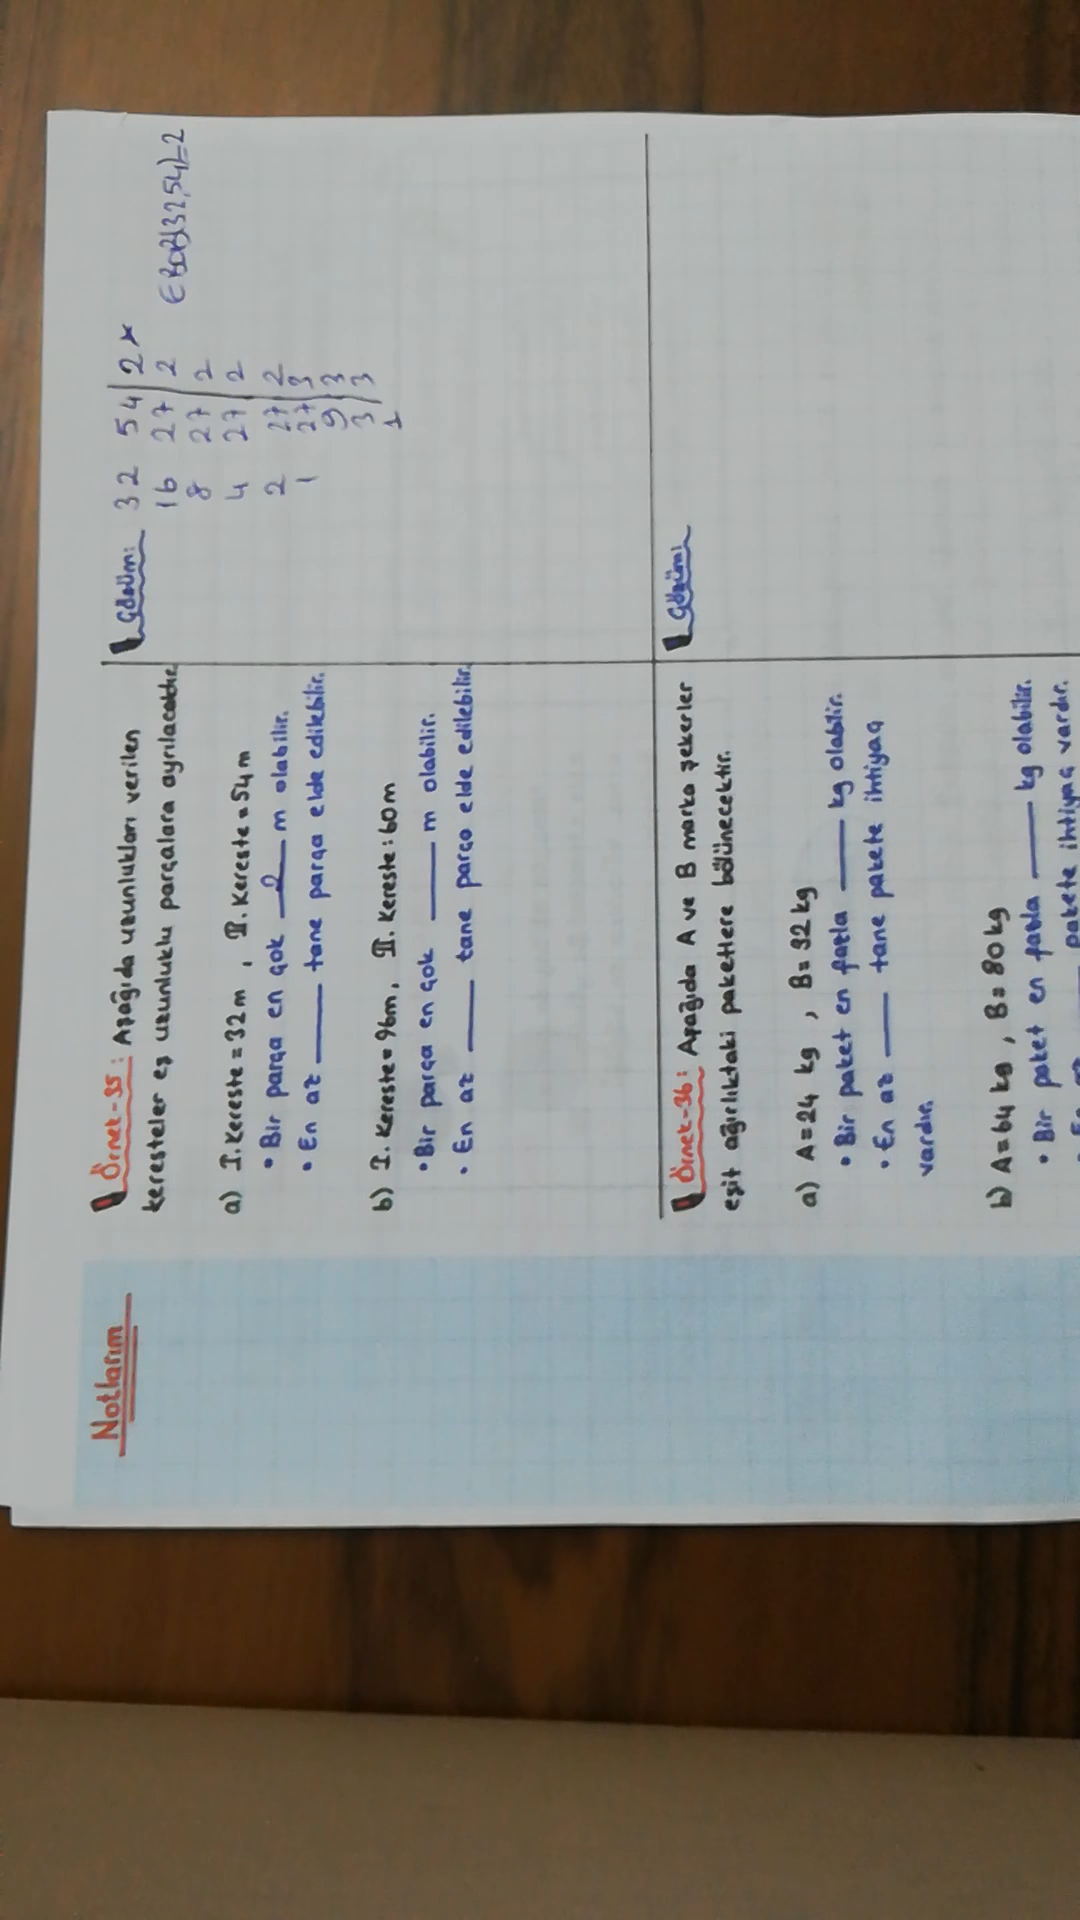 Notlarım
Örnek-35: Aşağıda uzunlukları verilen
keresteler eş uzunluklu parçalara ayrılacaktır.
a) I. Kereste = 32 m , II. Kereste = 54 m
• Bir parça en çok 2 m olabilir.
• En az ____ tane parça elde edilebilir.
b) I. Kereste = 96m, II. Kereste: 60m
• Bir parça en çok ____ m olabilir.
• En az ____ tane parça elde edilebilir.
Çözüm:
32 54 | 2 *
16 27 | 2
8 27 | 2
4 27 | 2
2 27 | 2
1 27 | 3
9 | 3
3 | 3
1
EBOB(32,54)=2
Örnek-36: Aşağıda A ve B marka şekerler
eşit ağırlıktaki paketlere bölünecektir.
a) A = 24 kg , B = 32 kg
• Bir paket en fazla ____ kg olabilir.
• En az ____ tane pakete ihtiyaç
vardır.
b) A = 64 kg , B = 80 kg
• Bir paket en fazla ____ kg olabilir.
• En az ____ pakete ihtiyaç vardır.
Çözüm: